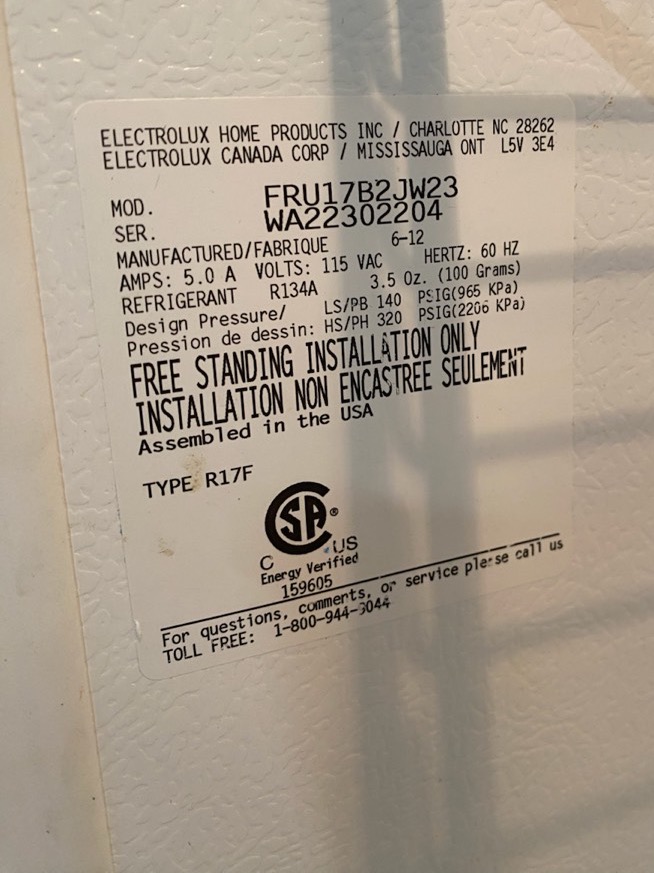 ELECTROLUX HOME PRODUCTS INC / CHARLOTTE NC 28262
ELECTROLUX CANADA CORP / MISSISSAUGA ONT L5V 3E4
MOD. FRU17B2JW23
SER. WA22302204
MANUFACTURED/FABRIQUE 6-12
AMPS: 5.0 A VOLTS: 115 VAC HERTZ: 60 HZ
REFRIGERANT R134A 3.5 Oz. (100 Grams)
Design Pressure/ LS/PB 140 PSIG(965 KPa)
Pression de dessin: HS/PH 320 PSIG(2206 KPa)
FREE STANDING INSTALLATION ONLY
INSTALLATION NON ENCASTREE SEULEMENT
Assembled in the USA
TYPE R17F
SA ®
C US
Energy Verified
159605
For questions, comments, or service please call us
TOLL FREE: 1-800-944-9044